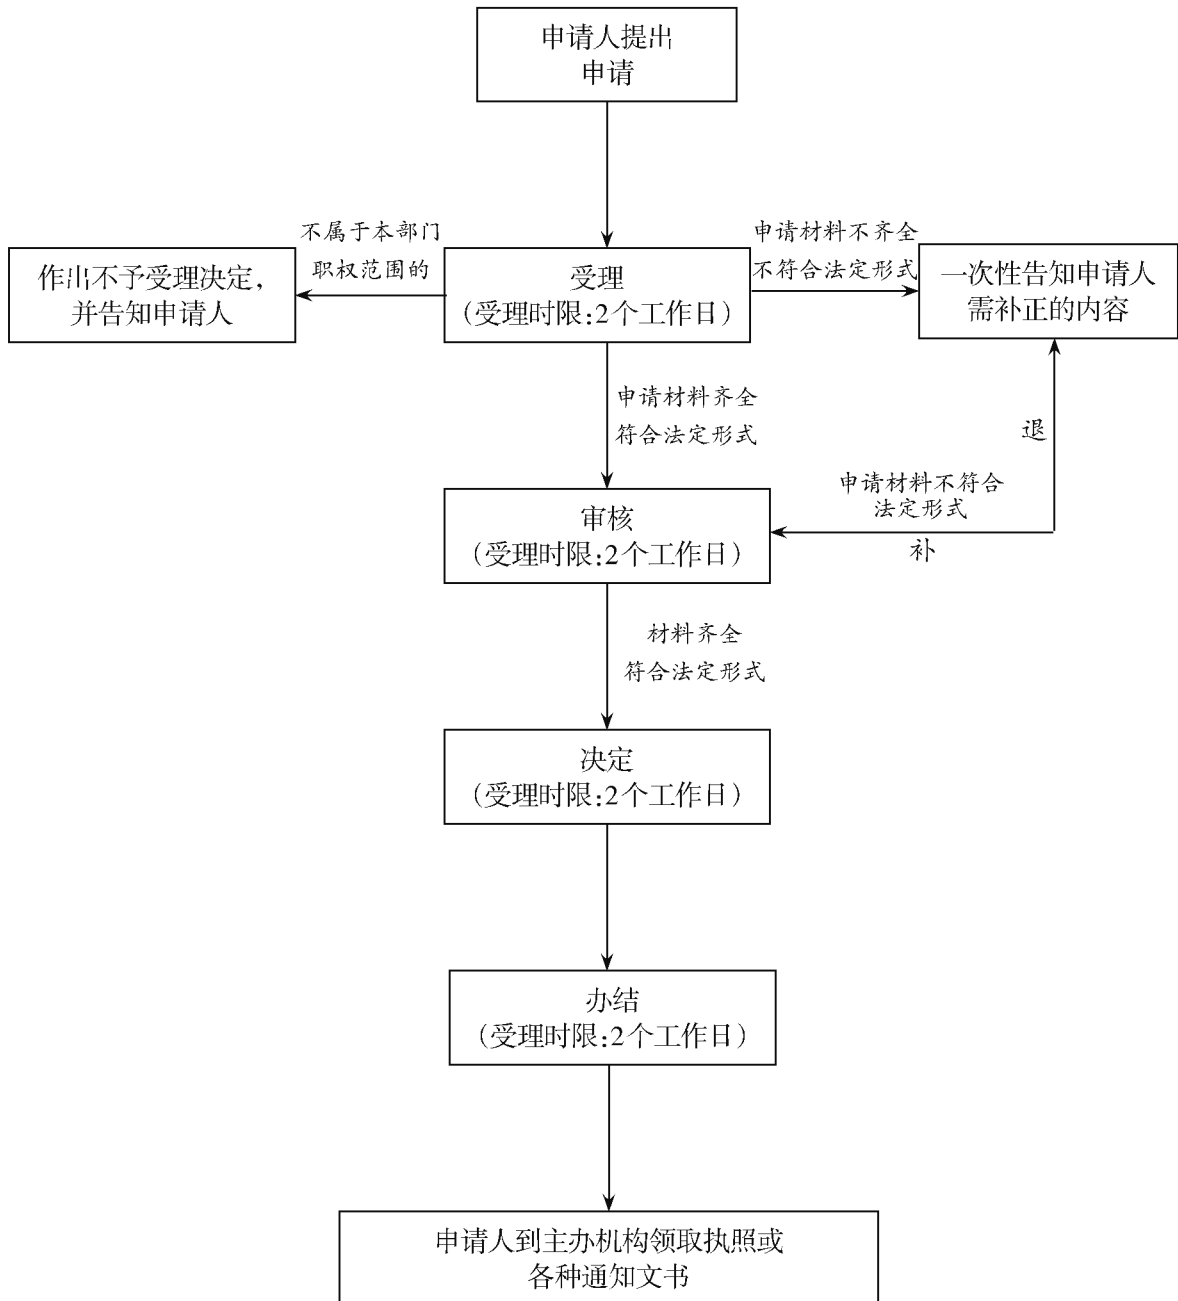 申请人提出
申请
不属于本部门
职权范围的
申请材料不齐全
不符合法定形式
作出不予受理决定,
并告知申请人
受理
(受理时限:2个工作日)
一次性告知申请人
需补正的内容
申请材料齐全
符合法定形式
退
申请材料不符合
法定形式
补
审核
(受理时限:2个工作日)
材料齐全
符合法定形式
决定
(受理时限:2个工作日)
办结
(受理时限:2个工作日)
申请人到主办机构领取执照或
各种通知文书